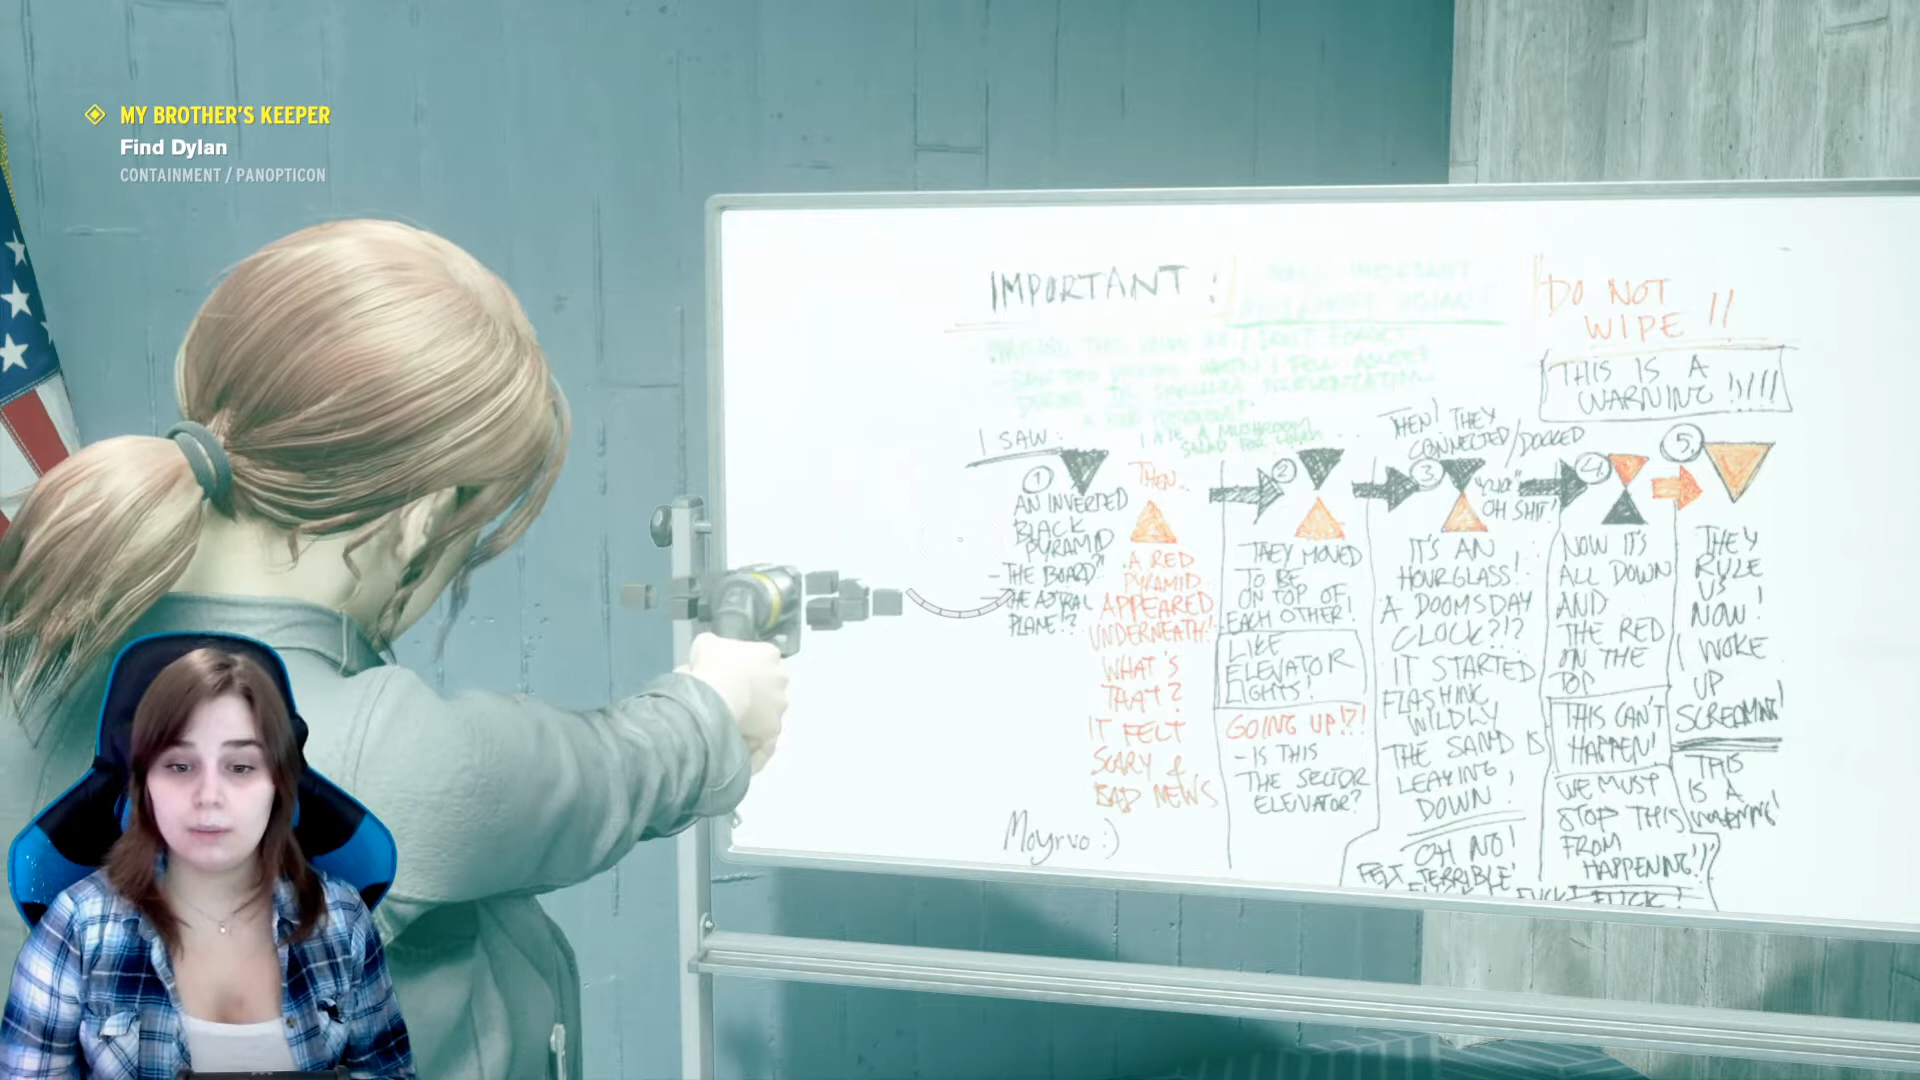 MY BROTHER'S KEEPER
Find Dylan
CONTAINMENT / PANOPTICON
IMPORTANT :
DO NOT
WIPE !!
THIS IS A
WARNING !!!!!
I SAW:
I ATE A MUSHROOM
SALAD FOR LUNCH
1
AN INVERTED
BLACK
PYRAMID
- THE BOARD?!
- THE ASTRAL
PLANE!?
THEN..
A RED
PYRAMID
APPEARED
UNDERNEATH!
WHAT'S
THAT?
IT FELT
SCARY &
BAD NEWS
2
THEY MOVED
TO BE
ON TOP OF
EACH OTHER!
LIKE
ELEVATOR
LIGHTS!
GOING UP!?!
- IS THIS
THE SECTOR
ELEVATOR?
THEN! THEY
CONNECTED/DOCKED
3
OH SHIT!
IT'S AN
HOURGLASS!
A DOOMSDAY
CLOCK?!?
IT STARTED
FLASHING
WILDLY
THE SAND IS
LEAVING,
DOWN
OH NO!
FELT TERRIBLE
4
NOW IT'S
ALL DOWN
AND
THE RED
ON THE
TOP
THIS CAN'T
HAPPEN!
WE MUST
STOP THIS
FROM
HAPPENING!!
5.
THEY
RULE
US
NOW!
I WOKE
UP
SCREAMING!
THIS
IS A
WARNING!
Moyrvo :)